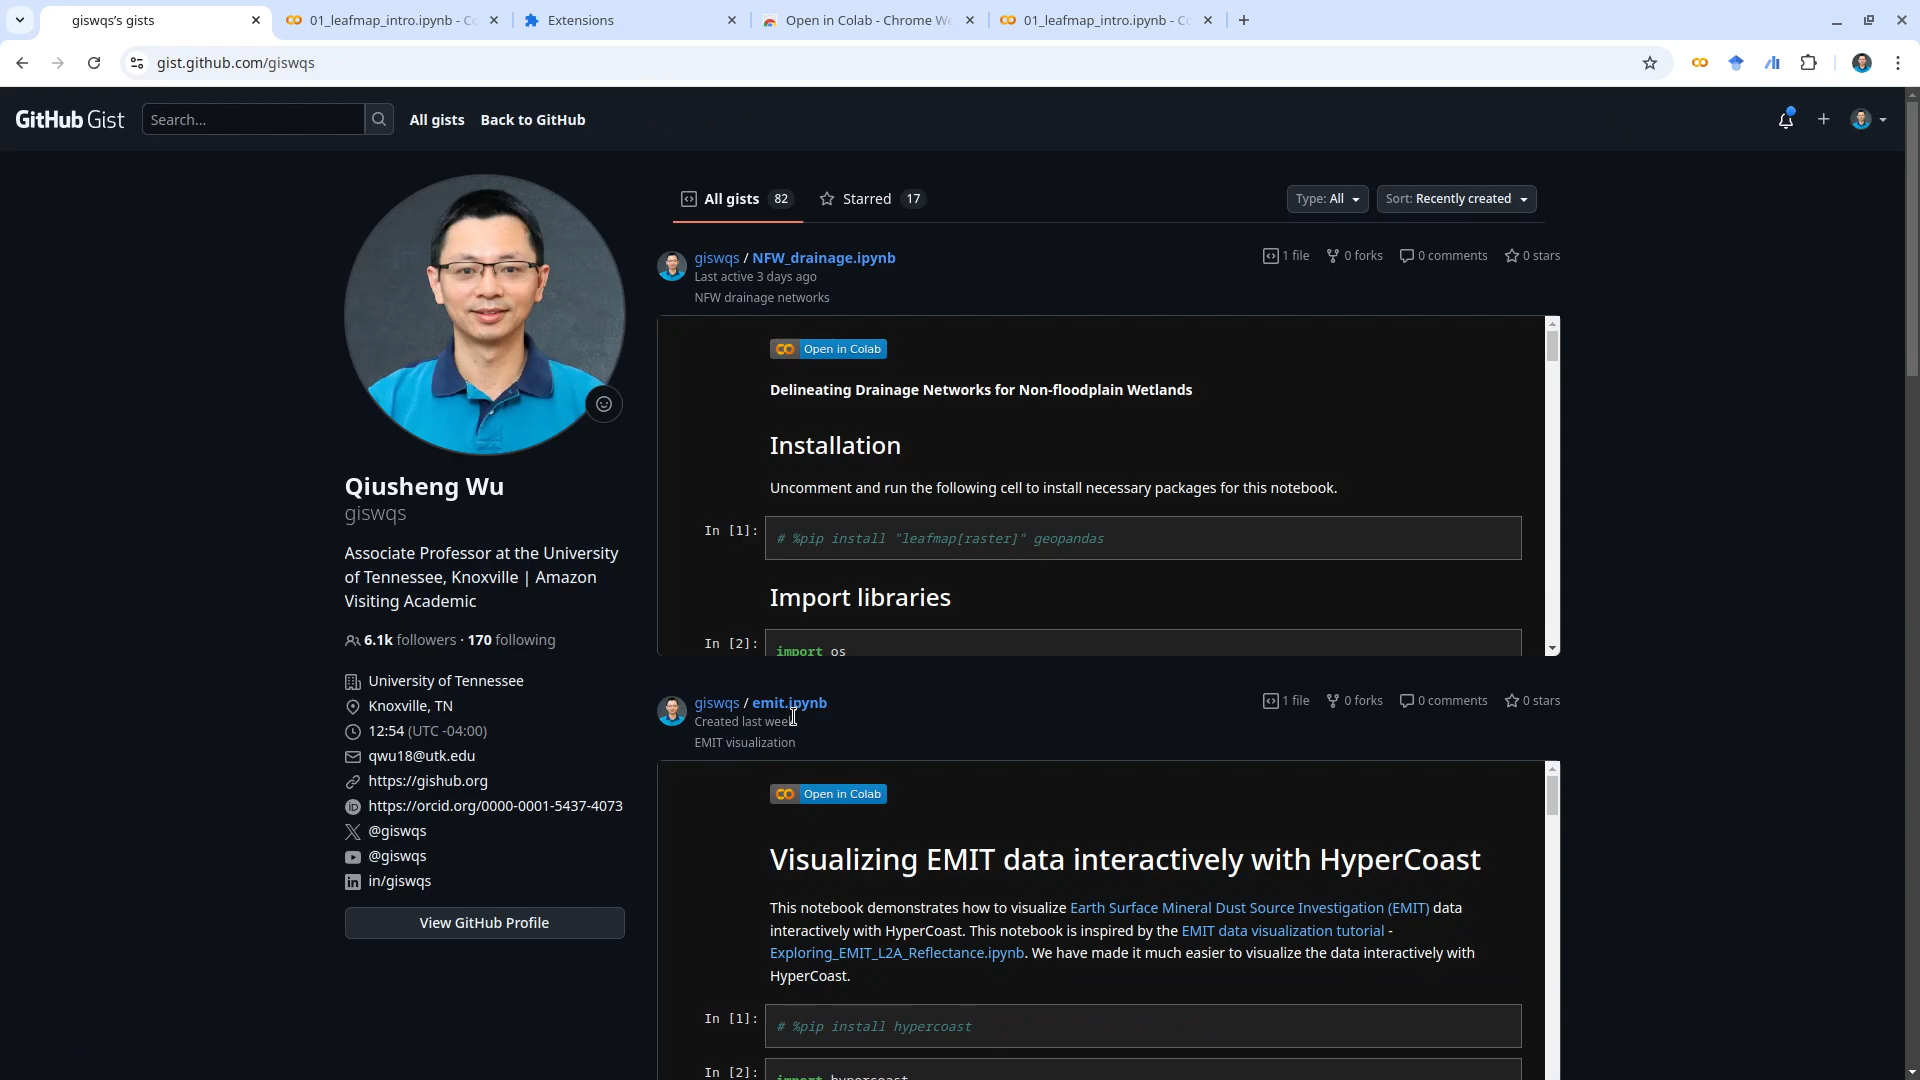 giswqs's gists
01_leafmap_intro.ipynb - Co
Extensions
Open in Colab - Chrome We
01_leafmap_intro.ipynb - Co
gist.github.com/giswqs
GitHub Gist
Search...
All gists
Back to GitHub
All gists 82
Starred 17
Type: All
Sort: Recently created
giswqs / NFW_drainage.ipynb
1 file
0 forks
0 comments
0 stars
Last active 3 days ago
NFW drainage networks
Open in Colab
Delineating Drainage Networks for Non-floodplain Wetlands
Installation
Uncomment and run the following cell to install necessary packages for this notebook.
In [1]: # %pip install "leafmap[raster]" geopandas
Import libraries
In [2]: import os
Qiusheng Wu
giswqs
Associate Professor at the University
of Tennessee, Knoxville | Amazon
Visiting Academic
6.1k followers · 170 following
University of Tennessee
Knoxville, TN
12:54 (UTC -04:00)
qwu18@utk.edu
https://gishub.org
https://orcid.org/0000-0001-5437-4073
@giswqs
@giswqs
in/giswqs
View GitHub Profile
giswqs / emit.ipynb
1 file
0 forks
0 comments
0 stars
Created last week
EMIT visualization
Open in Colab
Visualizing EMIT data interactively with HyperCoast
This notebook demonstrates how to visualize Earth Surface Mineral Dust Source Investigation (EMIT) data
interactively with HyperCoast. This notebook is inspired by the EMIT data visualization tutorial -
Exploring_EMIT_L2A_Reflectance.ipynb. We have made it much easier to visualize the data interactively with
HyperCoast.
In [1]: # %pip install hypercoast
In [2]: import hypercoast